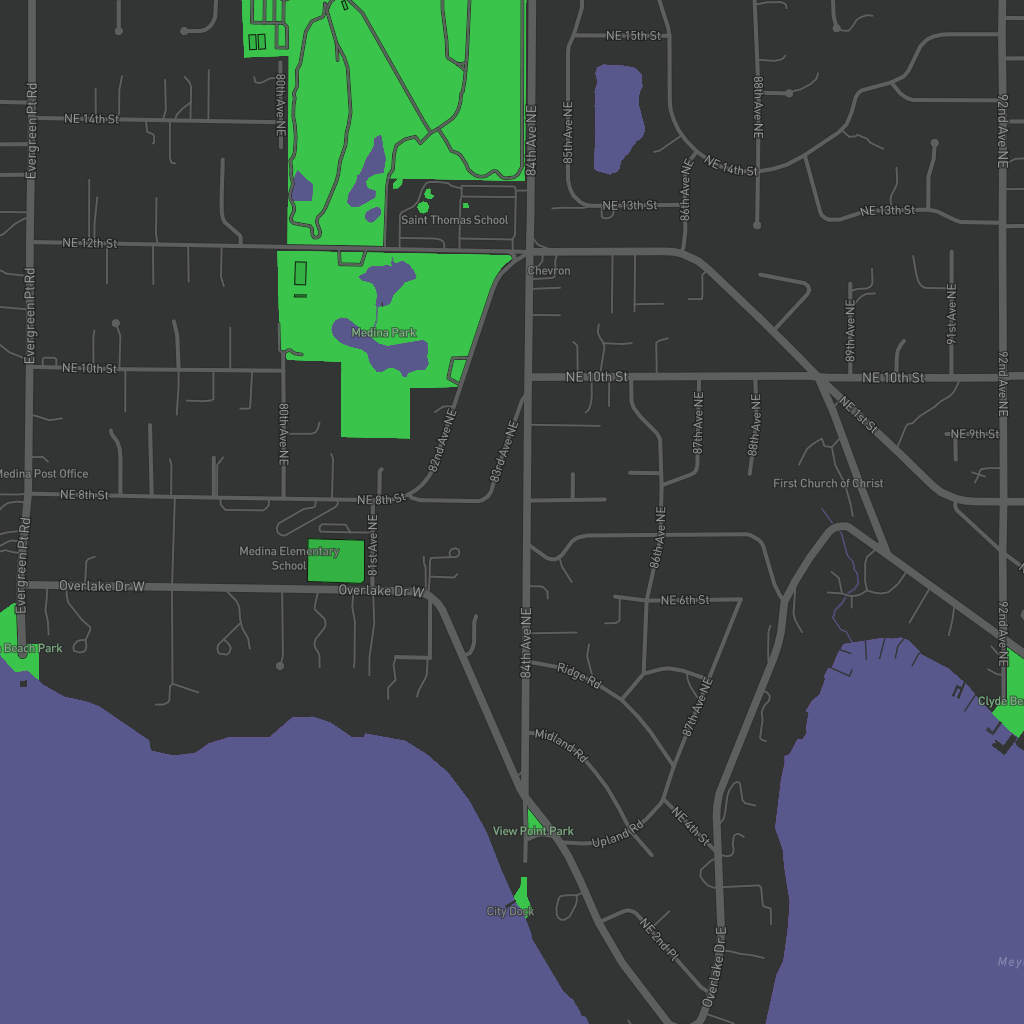 NE 15th St
80th Ave NE
Evergreen Pt Rd
88th Ave NE
92nd Ave NE
NE 14th St
84th Ave NE
85th Ave NE
NE 14th St
86th Ave NE
NE 13th St
NE 13th St
Saint Thomas School
NE 12th St
Chevron
Evergreen Pt Rd
89th Ave NE
91st Ave NE
Medina Park
NE 10th St
NE 10th St
NE 10th St
92nd Ave NE
NE 1st St
80th Ave NE
82nd Ave NE
83rd Ave NE
87th Ave NE
88th Ave NE
NE 9th St
Medina Post Office
First Church of Christ
NE 8th St
NE 8th St
86th Ave NE
81st Ave NE
Medina Elementary
School
Evergreen Pt Rd
Overlake Dr W
Overlake Dr W
NE 6th St
92nd Ave NE
84th Ave NE
Beach Park
Ridge Rd
87th Ave NE
Clyde Be
Midland Rd
NE 4th St
View Point Park
Upland Rd
City Dock
NE 2nd Pl
Overlake Dr E
Mey